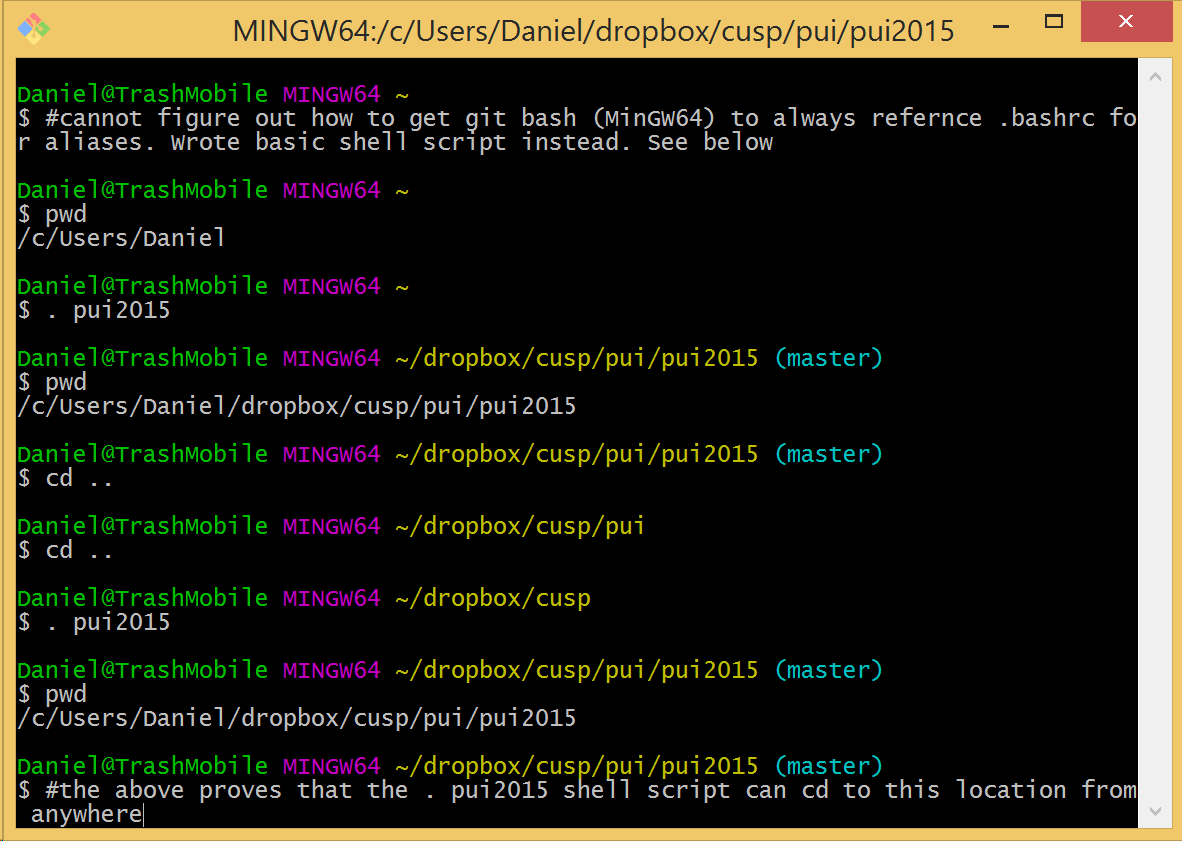 MINGW64:/c/Users/Daniel/dropbox/cusp/pui/pui2015
Daniel@TrashMobile MINGW64 ~
$ #cannot figure out how to get git bash (MinGW64) to always refernce .bashrc fo
r aliases. Wrote basic shell script instead. See below
Daniel@TrashMobile MINGW64 ~
$ pwd
/c/Users/Daniel
Daniel@TrashMobile MINGW64 ~
$ . pui2015
Daniel@TrashMobile MINGW64 ~/dropbox/cusp/pui/pui2015 (master)
$ pwd
/c/Users/Daniel/dropbox/cusp/pui/pui2015
Daniel@TrashMobile MINGW64 ~/dropbox/cusp/pui/pui2015 (master)
$ cd ..
Daniel@TrashMobile MINGW64 ~/dropbox/cusp/pui
$ cd ..
Daniel@TrashMobile MINGW64 ~/dropbox/cusp
$ . pui2015
Daniel@TrashMobile MINGW64 ~/dropbox/cusp/pui/pui2015 (master)
$ pwd
/c/Users/Daniel/dropbox/cusp/pui/pui2015
Daniel@TrashMobile MINGW64 ~/dropbox/cusp/pui/pui2015 (master)
$ #the above proves that the . pui2015 shell script can cd to this location from
 anywhere